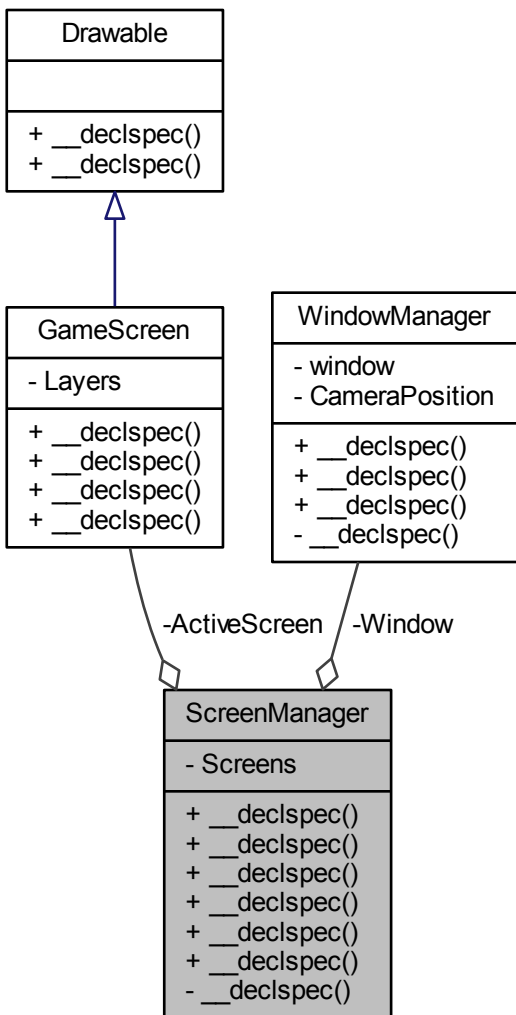 Drawable
+ __declspec()
+ __declspec()
GameScreen
- Layers
+ __declspec()
+ __declspec()
+ __declspec()
+ __declspec()
WindowManager
- window
- CameraPosition
+ __declspec()
+ __declspec()
+ __declspec()
- __declspec()
-ActiveScreen
-Window
ScreenManager
- Screens
+ __declspec()
+ __declspec()
+ __declspec()
+ __declspec()
+ __declspec()
+ __declspec()
- __declspec()